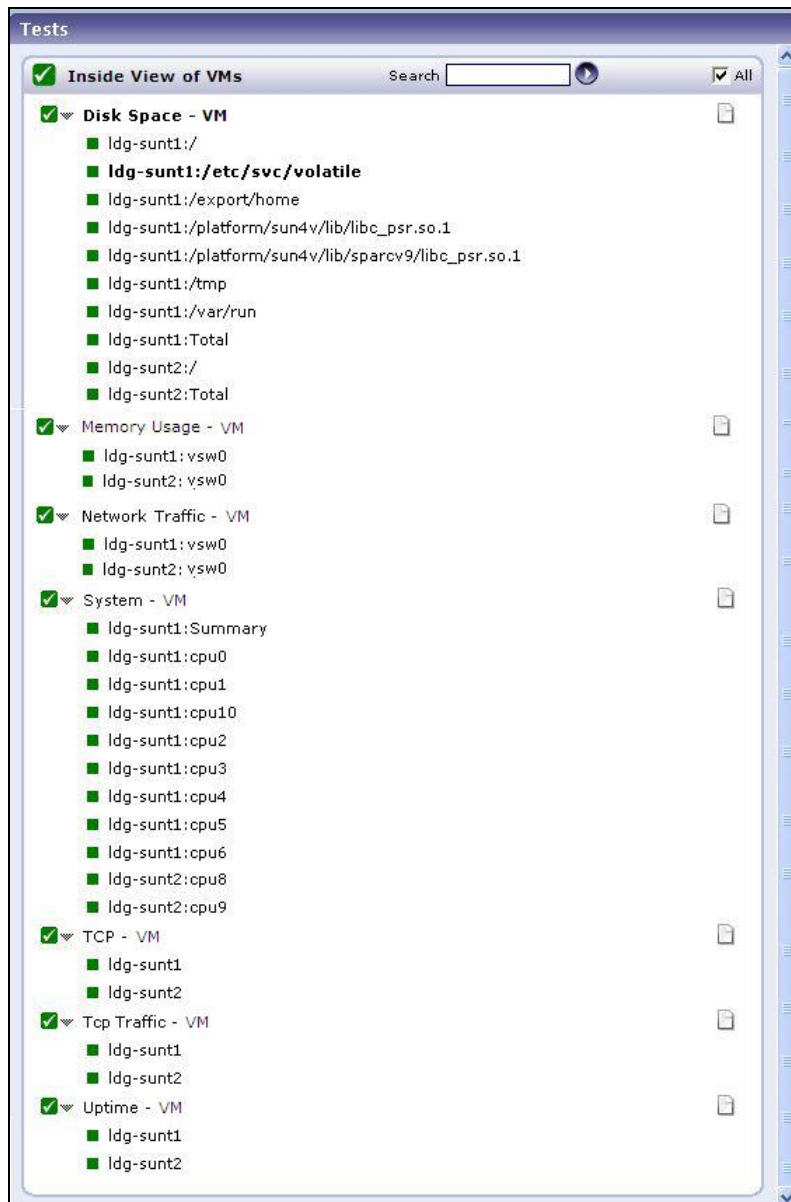 Tests
Inside View of VMs Search All
Disk Space - VM
ldg-sunt1:/
ldg-sunt1:/etc/svc/volatile
ldg-sunt1:/export/home
ldg-sunt1:/platform/sun4v/lib/libc_psr.so.1
ldg-sunt1:/platform/sun4v/lib/sparcv9/libc_psr.so.1
ldg-sunt1:/tmp
ldg-sunt1:/var/run
ldg-sunt1:Total
ldg-sunt2:/
ldg-sunt2:Total
Memory Usage - VM
ldg-sunt1: vsw0
ldg-sunt2: vsw0
Network Traffic - VM
ldg-sunt1: vsw0
ldg-sunt2: vsw0
System - VM
ldg-sunt1:Summary
ldg-sunt1:cpu0
ldg-sunt1:cpu1
ldg-sunt1:cpu10
ldg-sunt1:cpu2
ldg-sunt1:cpu3
ldg-sunt1:cpu4
ldg-sunt1:cpu5
ldg-sunt1:cpu6
ldg-sunt2:cpu8
ldg-sunt2:cpu9
TCP - VM
ldg-sunt1
ldg-sunt2
Tcp Traffic - VM
ldg-sunt1
ldg-sunt2
Uptime - VM
ldg-sunt1
ldg-sunt2